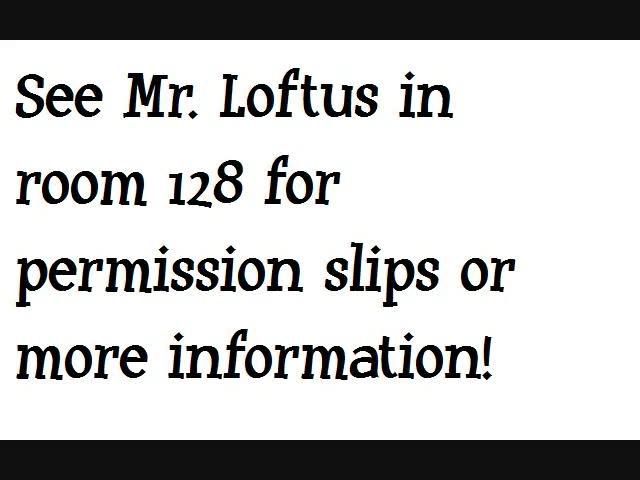 See Mr. Loftus in
room 128 for
permission slips or
more information!